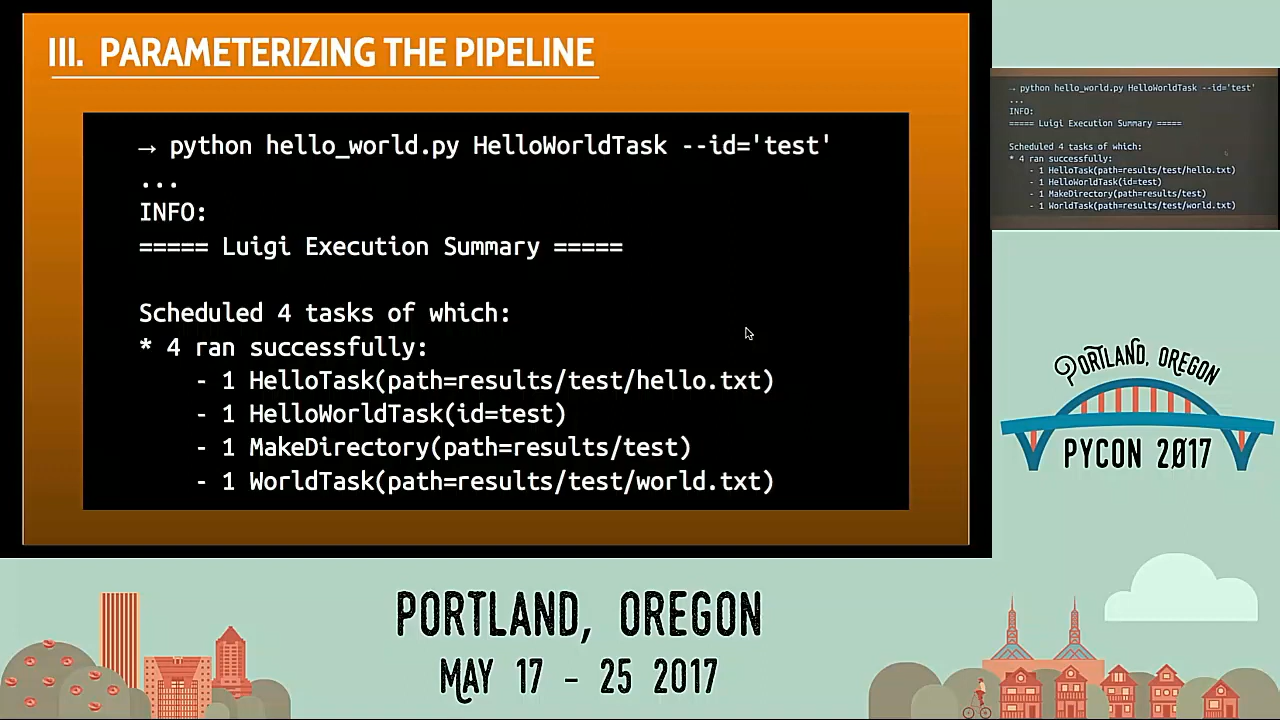 III. PARAMETERIZING THE PIPELINE
→ python hello_world.py HelloWorldTask --id='test'
...
INFO:
===== Luigi Execution Summary =====
Scheduled 4 tasks of which:
* 4 ran successfully:
- 1 HelloTask(path=results/test/hello.txt)
- 1 HelloWorldTask(id=test)
- 1 MakeDirectory(path=results/test)
- 1 WorldTask(path=results/test/world.txt)
→ python hello_world.py HelloWorldTask --id='test'
...
INFO:
===== Luigi Execution Summary =====
Scheduled 4 tasks of which:
* 4 ran successfully:
- 1 HelloTask(path=results/test/hello.txt)
- 1 HelloWorldTask(id=test)
- 1 MakeDirectory(path=results/test)
- 1 WorldTask(path=results/test/world.txt)
PORTLAND, OREGON
PYCON 2017
PORTLAND, OREGON
MAY 17 - 25 2017